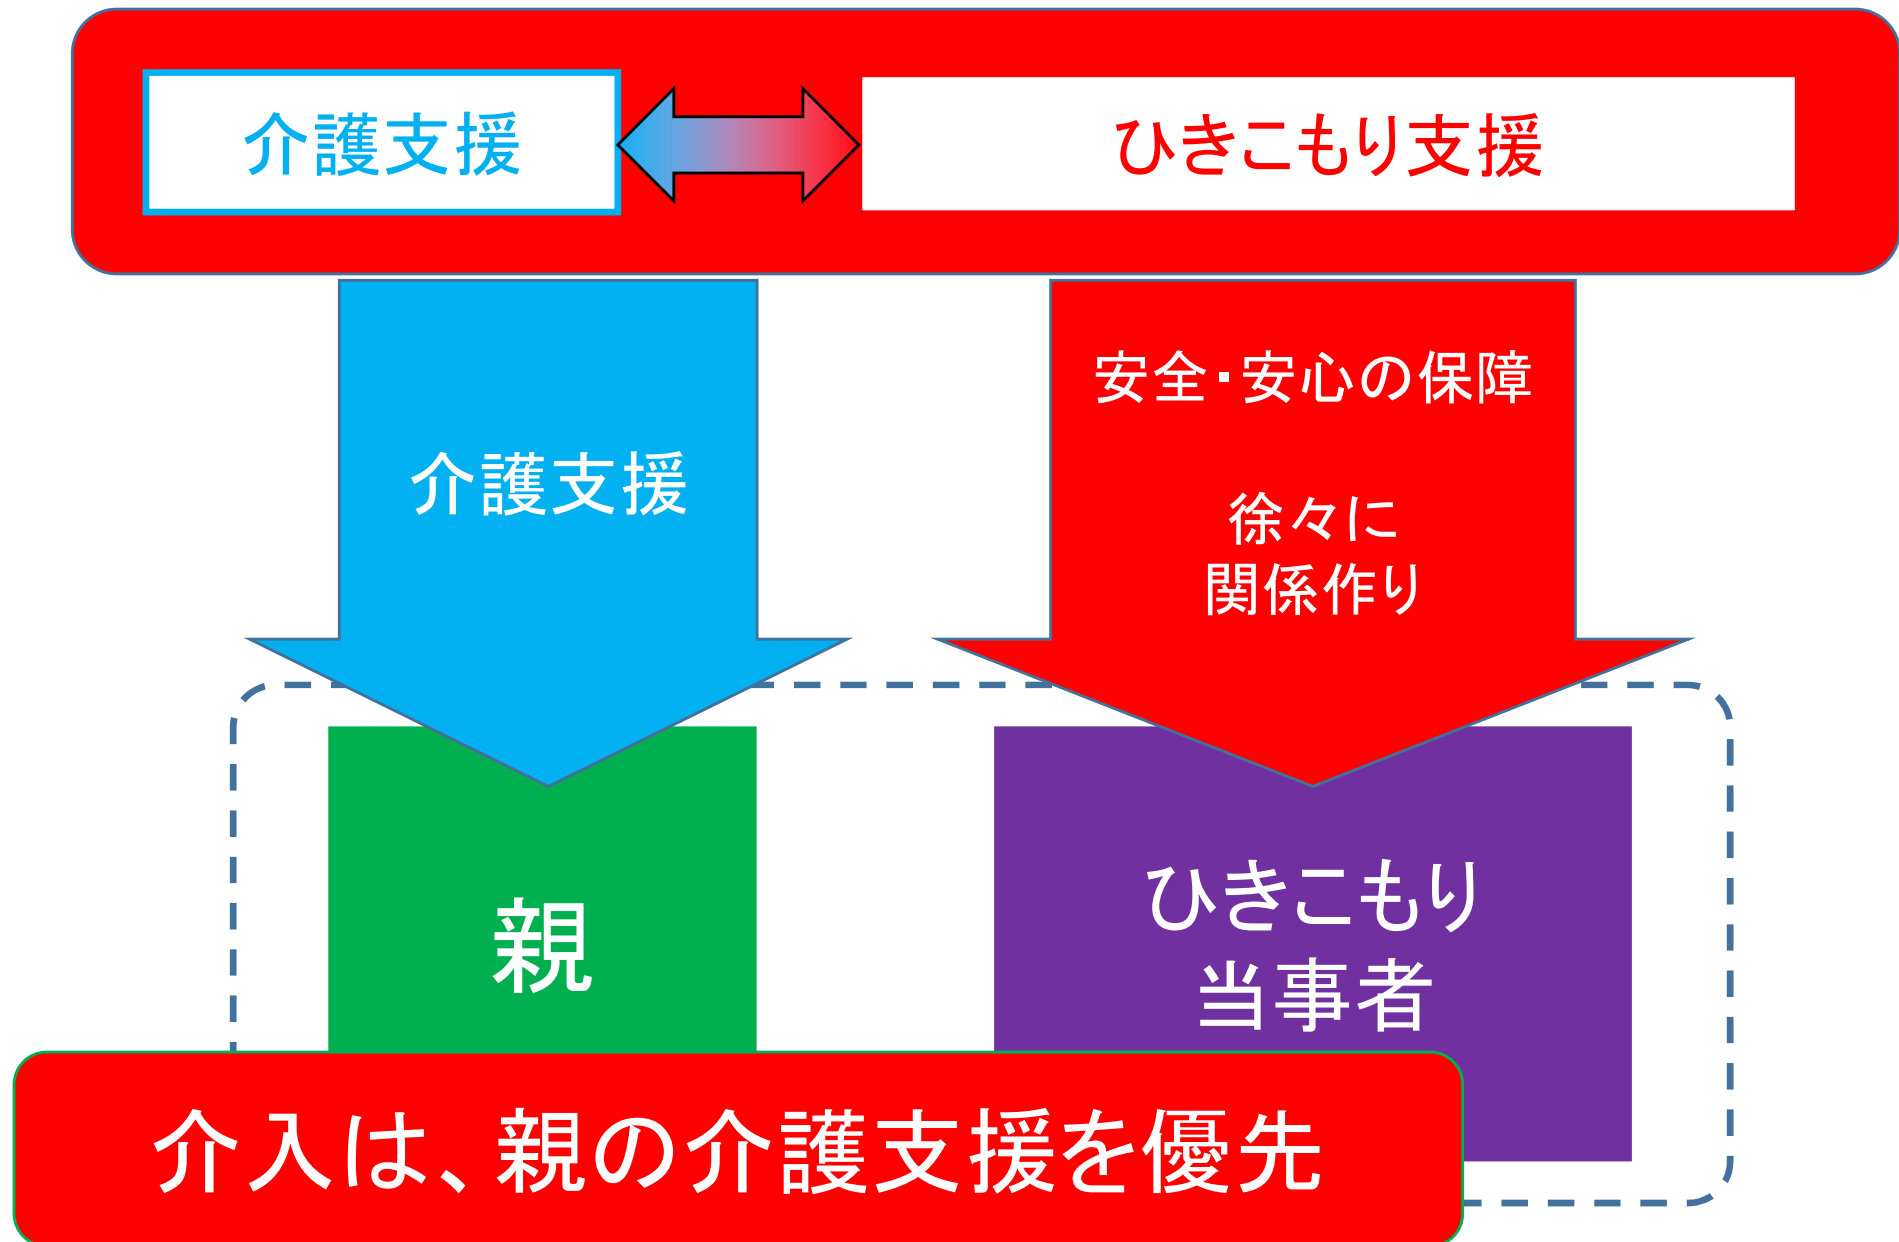 介護支援
ひきこもり支援
介護支援
安全・安心の保障
徐々に
関係作り
親
ひきこもり
当事者
介入は、親の介護支援を優先